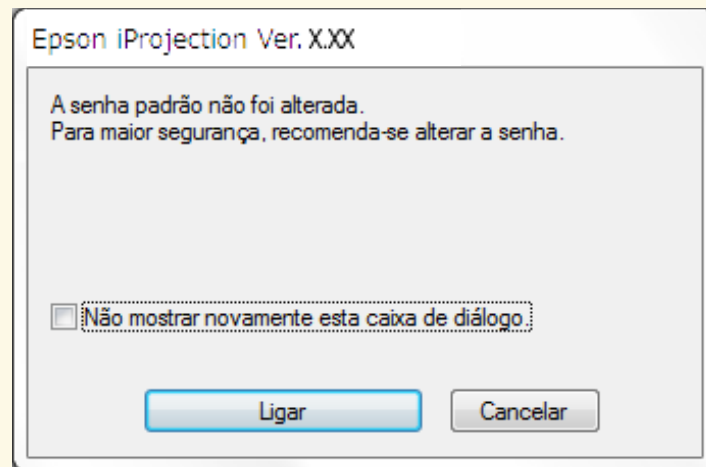 Epson iProjection Ver. X.XX
A senha padrão não foi alterada.
Para maior segurança, recomenda-se alterar a senha.
Não mostrar novamente esta caixa de diálogo.
Ligar
Cancelar